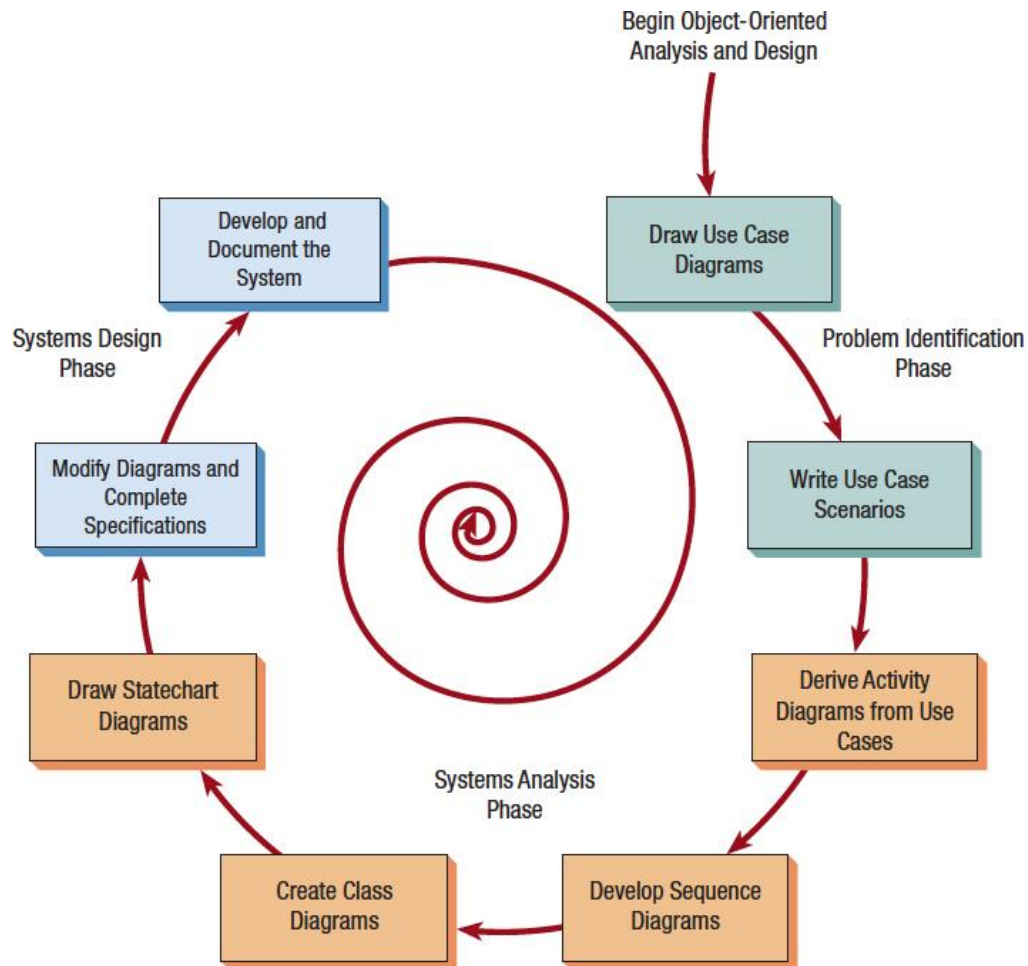 Begin Object-Oriented
Analysis and Design
Draw Use Case
Diagrams
Problem Identification
Phase
Write Use Case
Scenarios
Derive Activity
Diagrams from Use
Cases
Develop Sequence
Diagrams
Systems Analysis
Phase
Create Class
Diagrams
Draw Statechart
Diagrams
Modify Diagrams and
Complete
Specifications
Systems Design
Phase
Develop and
Document the
System